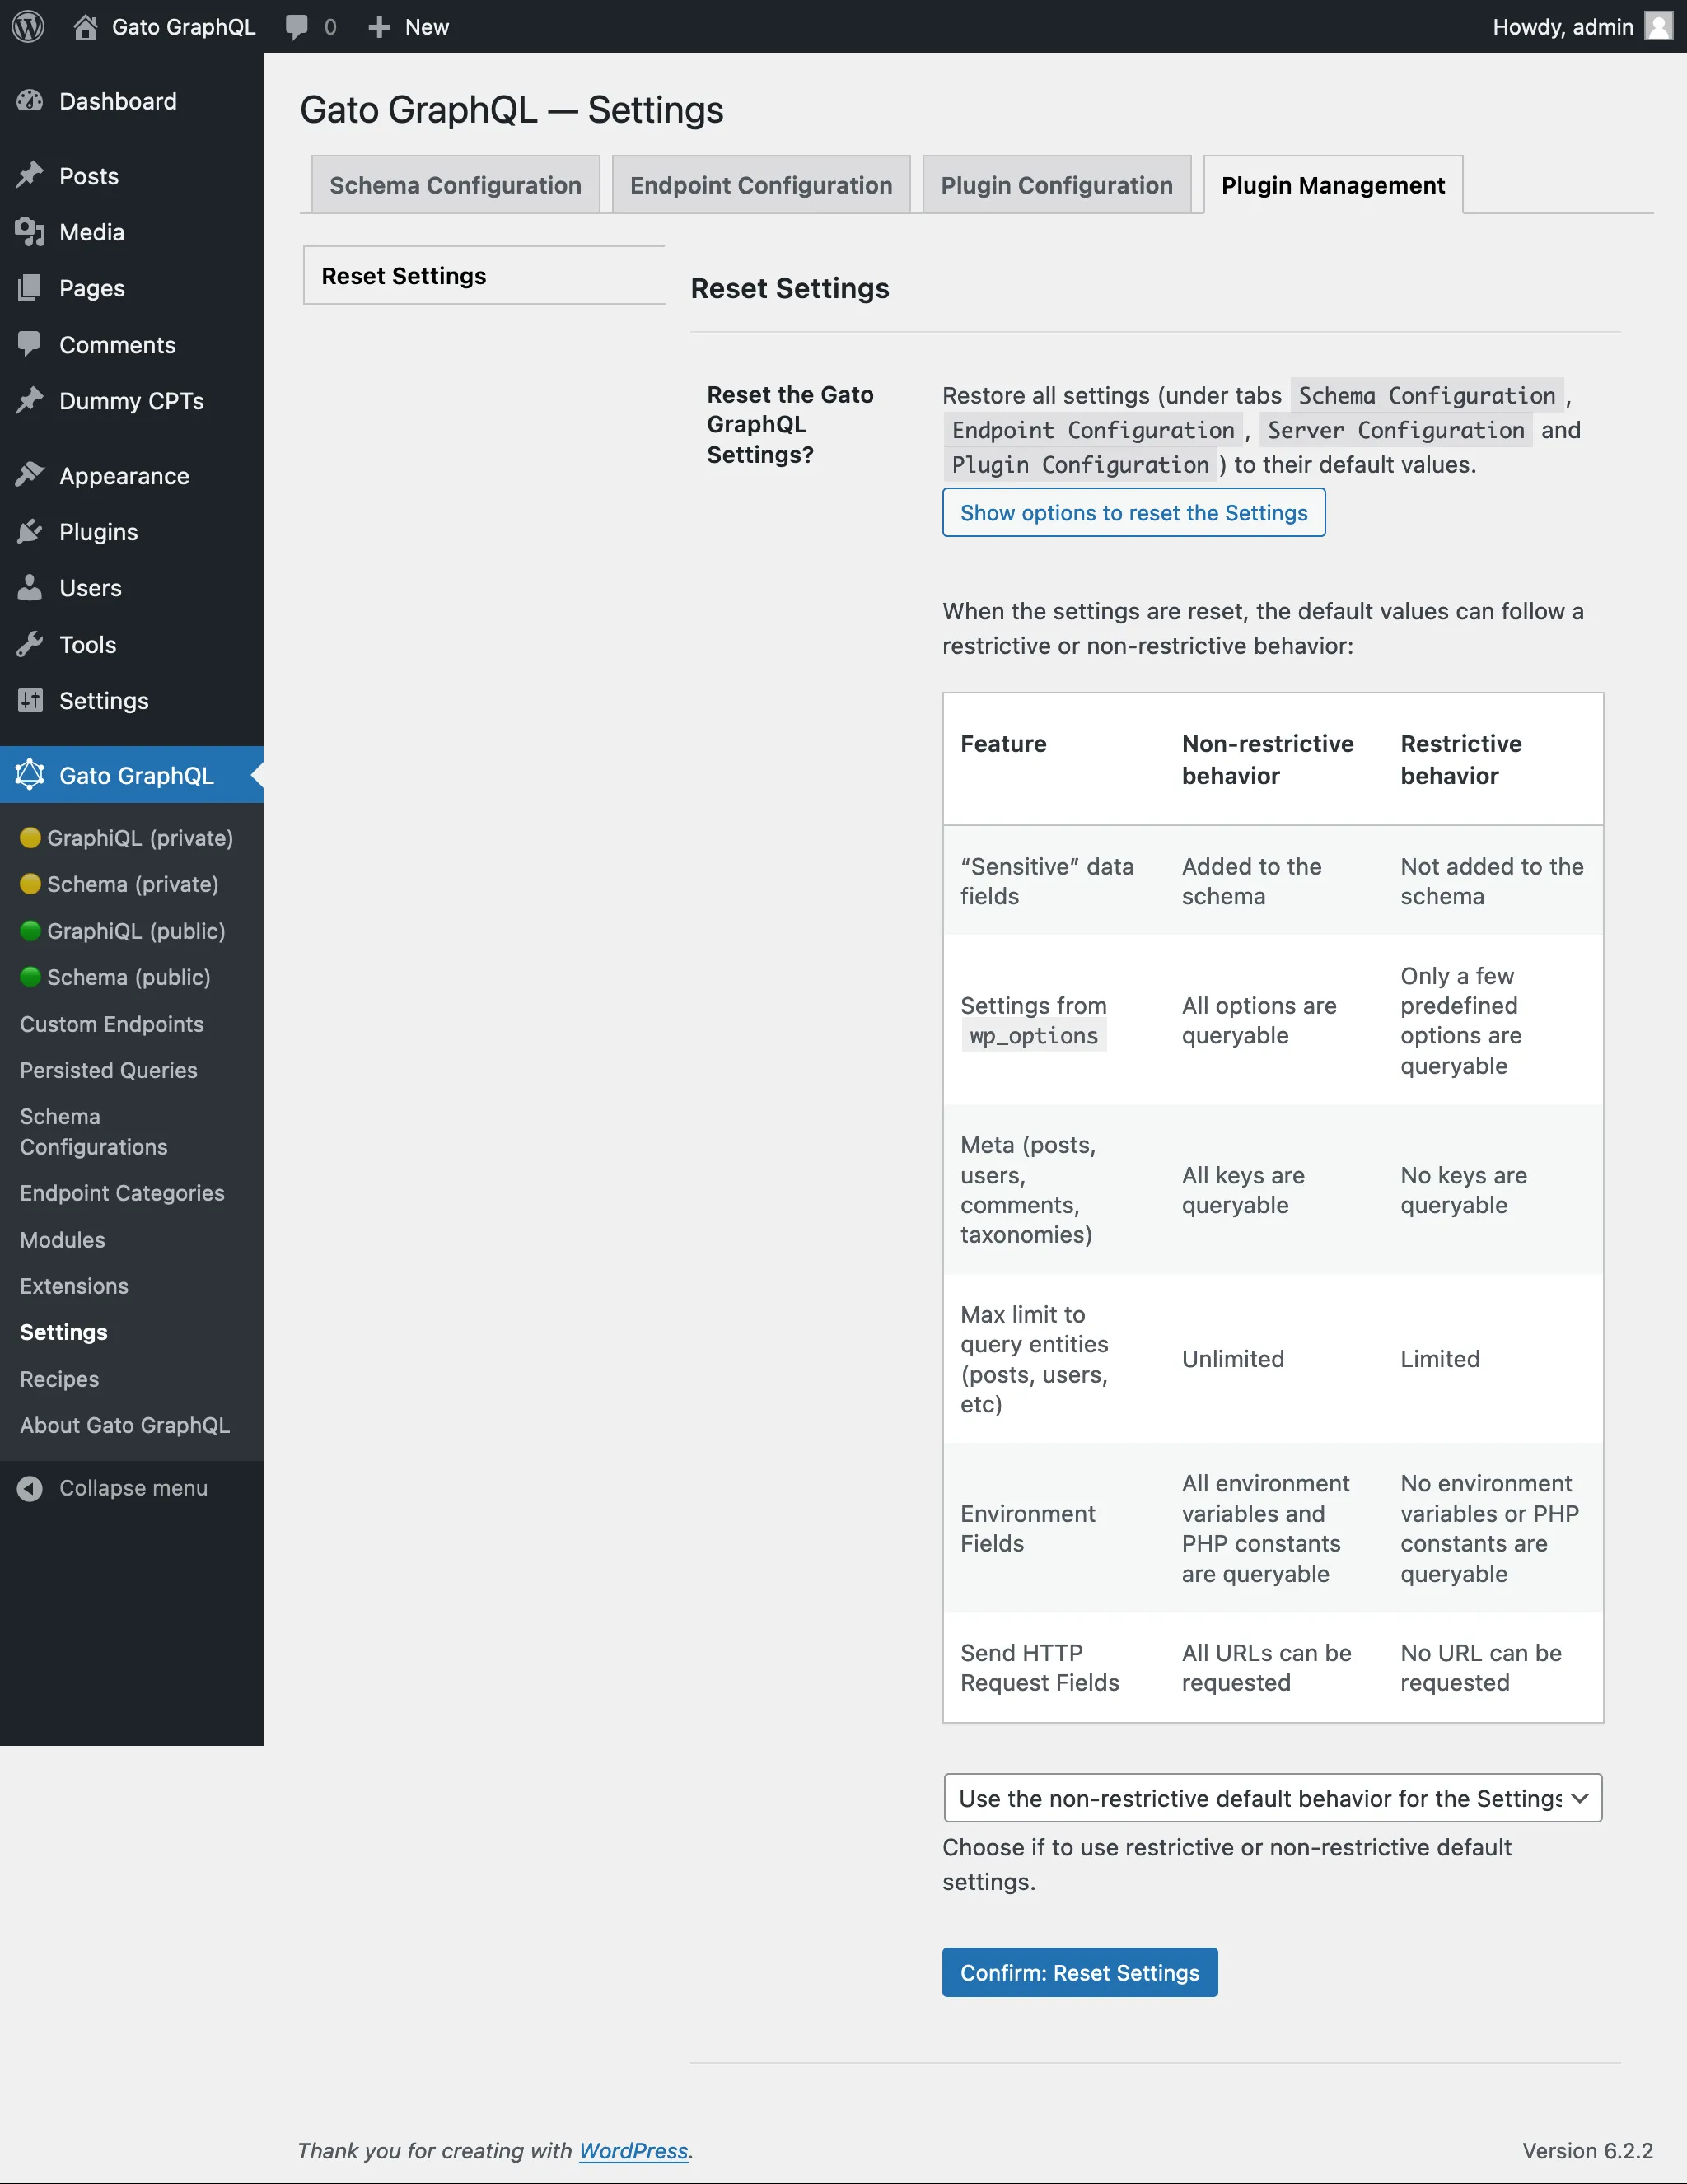 Gato GraphQL
0
New
Howdy, admin
Dashboard
Posts
Media
Pages
Comments
Dummy CPTs
Appearance
Plugins
Users
Tools
Settings
Gato GraphQL
GraphiQL (private)
Schema (private)
GraphiQL (public)
Schema (public)
Custom Endpoints
Persisted Queries
Schema
Configurations
Endpoint Categories
Modules
Extensions
Settings
Recipes
About Gato GraphQL
Collapse menu
Gato GraphQL — Settings
Schema Configuration
Endpoint Configuration
Plugin Configuration
Plugin Management
Reset Settings
Reset Settings
Reset the Gato
GraphQL
Settings?
Restore all settings (under tabs Schema Configuration,
Endpoint Configuration, Server Configuration and
Plugin Configuration) to their default values.
Show options to reset the Settings
When the settings are reset, the default values can follow a
restrictive or non-restrictive behavior:
Feature
Non-restrictive
behavior
Restrictive
behavior
“Sensitive” data
fields
Added to the
schema
Not added to the
schema
Settings from
wp_options
All options are
queryable
Only a few
predefined
options are
queryable
Meta (posts,
users,
comments,
taxonomies)
All keys are
queryable
No keys are
queryable
Max limit to
query entities
(posts, users,
etc)
Unlimited
Limited
Environment
Fields
All environment
variables and
PHP constants
are queryable
No environment
variables or PHP
constants are
queryable
Send HTTP
Request Fields
All URLs can be
requested
No URL can be
requested
Use the non-restrictive default behavior for the Settings
Choose if to use restrictive or non-restrictive default
settings.
Confirm: Reset Settings
Thank you for creating with WordPress.
Version 6.2.2